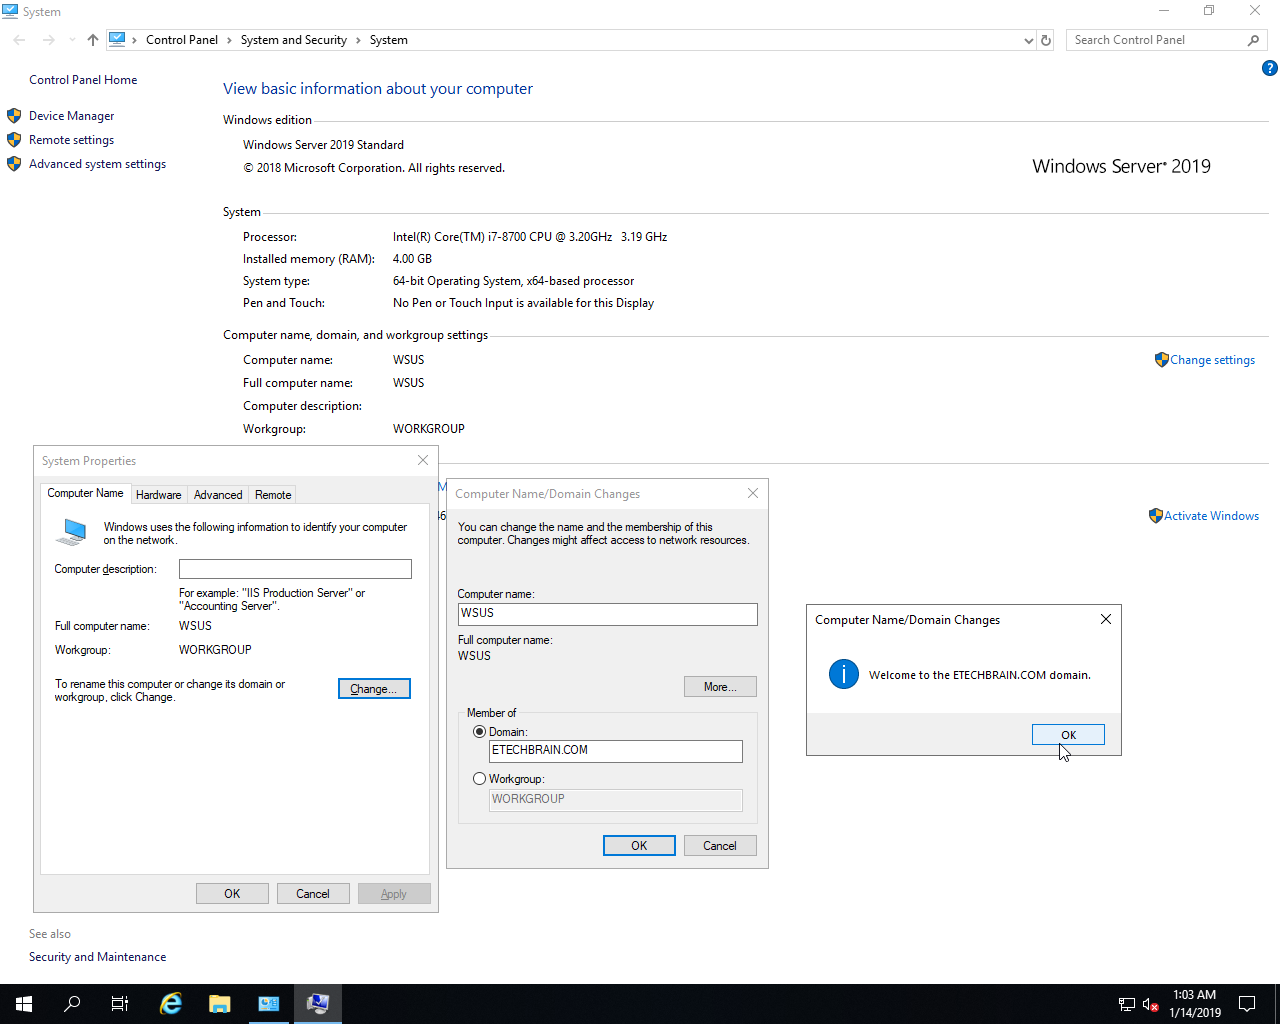 System
Control Panel > System and Security > System
Search Control Panel
Control Panel Home
Device Manager
Remote settings
Advanced system settings
View basic information about your computer
Windows edition
Windows Server 2019 Standard
© 2018 Microsoft Corporation. All rights reserved.
Windows Server® 2019
System
Processor: Intel(R) Core(TM) i7-8700 CPU @ 3.20GHz 3.19 GHz
Installed memory (RAM): 4.00 GB
System type: 64-bit Operating System, x64-based processor
Pen and Touch: No Pen or Touch Input is available for this Display
Computer name, domain, and workgroup settings
Computer name: WSUS
Change settings
Full computer name: WSUS
Computer description:
Workgroup: WORKGROUP
Activate Windows
System Properties
Computer Name
Hardware
Advanced
Remote
Windows uses the following information to identify your computer
on the network.
Computer description:
For example: "IIS Production Server" or
"Accounting Server".
Full computer name: WSUS
Workgroup: WORKGROUP
To rename this computer or change its domain or
workgroup, click Change.
Change...
OK
Cancel
Apply
Computer Name/Domain Changes
You can change the name and the membership of this
computer. Changes might affect access to network resources.
Computer name:
WSUS
Full computer name:
WSUS
More...
Member of
Domain:
ETECHBRAIN.COM
Workgroup:
WORKGROUP
OK
Cancel
Computer Name/Domain Changes
Welcome to the ETECHBRAIN.COM domain.
OK
See also
Security and Maintenance
1:03 AM
1/14/2019